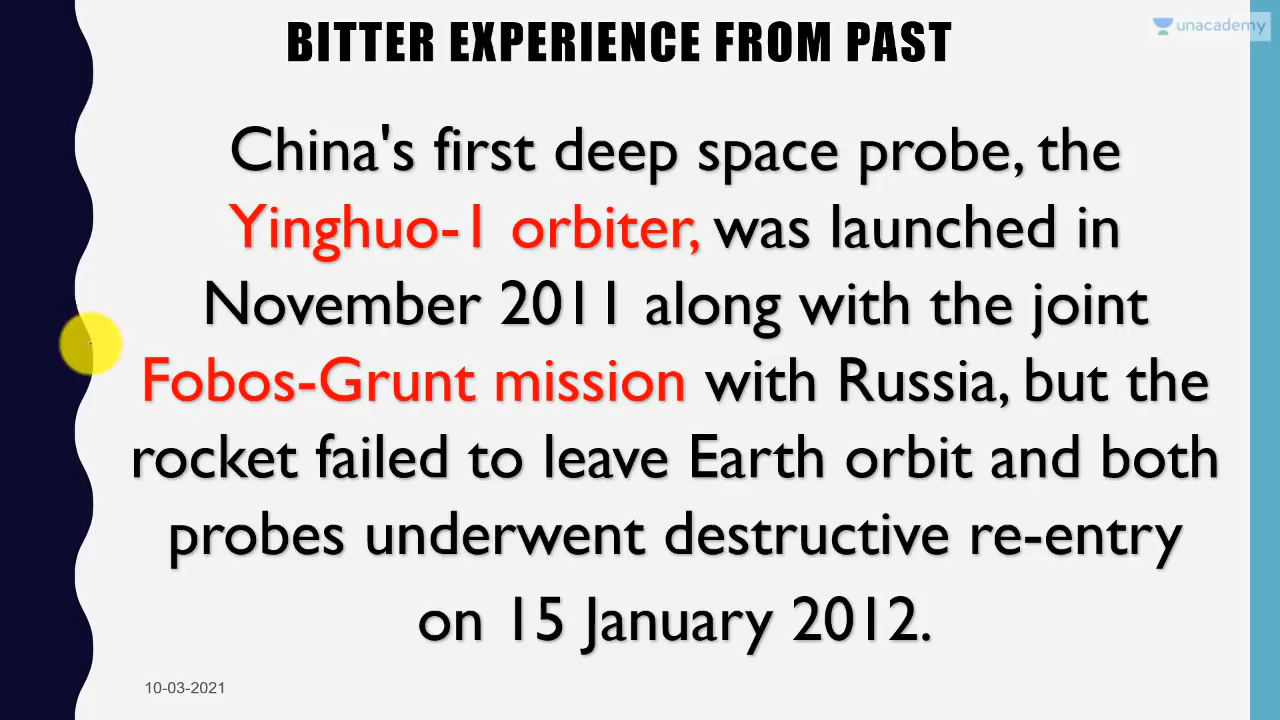 BITTER EXPERIENCE FROM PAST
unacademy
China's first deep space probe, the
Yinghuo-1 orbiter, was launched in
November 2011 along with the joint
Fobos-Grunt mission with Russia, but the
rocket failed to leave Earth orbit and both
probes underwent destructive re-entry
on 15 January 2012.
10-03-2021